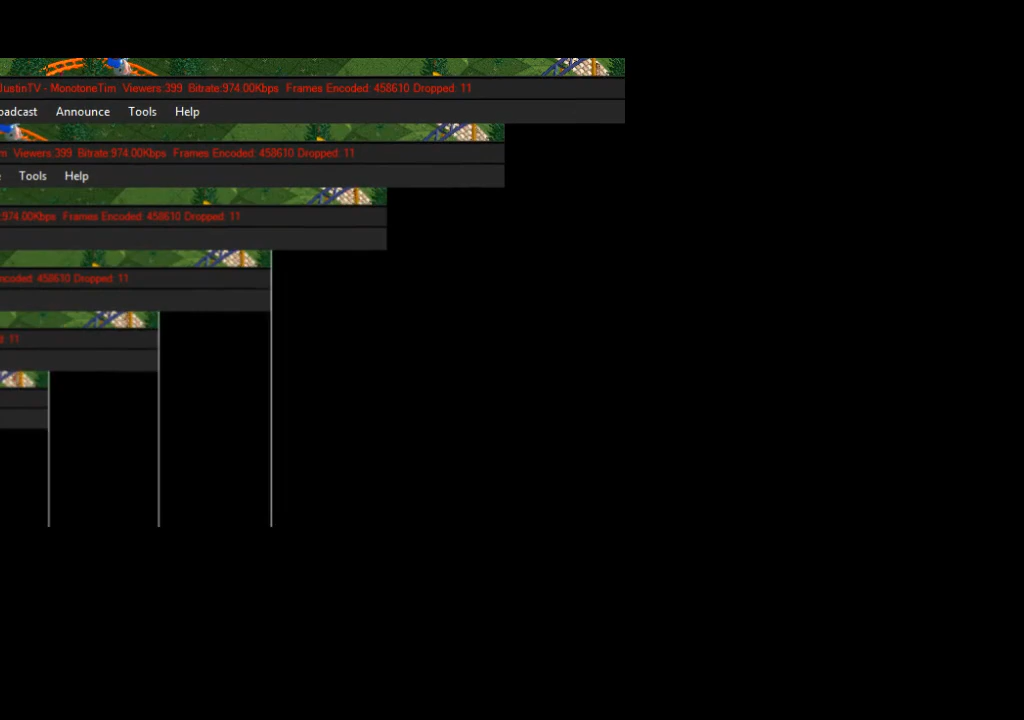 JustinTV - MonotoneTim Viewers:399 Bitrate:974.00Kbps Frames Encoded: 458610 Dropped: 11
Announce Tools Help
Viewers:399 Bitrate:974.00Kbps Frames Encoded: 458610 Dropped: 11
Tools Help
:974.00Kbps Frames Encoded: 458610 Dropped: 11
ncoded: 458610 Dropped: 11
d: 11